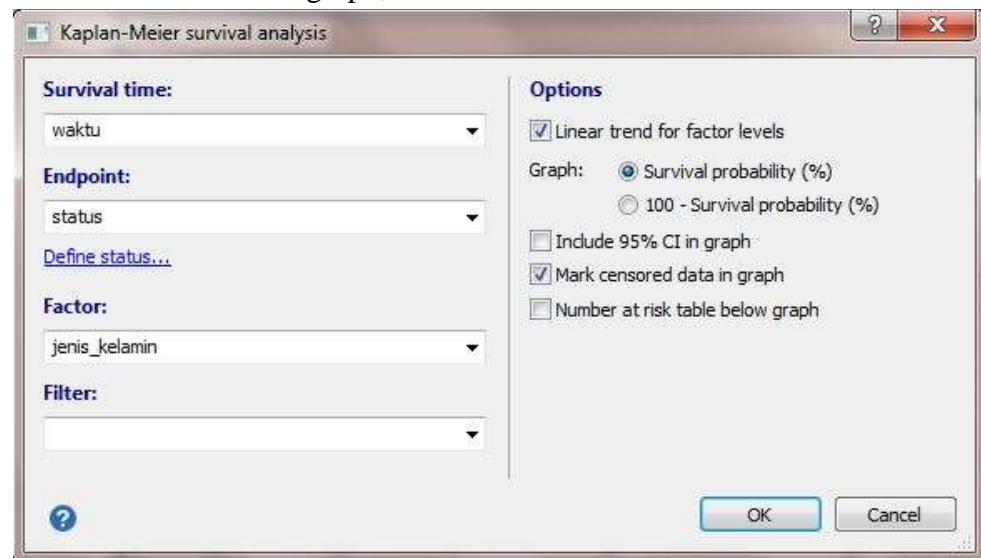 Kaplan-Meier survival analysis
Survival time:
waktu
Endpoint:
status
Define status...
Factor:
jenis_kelamin
Filter:
Options
Linear trend for factor levels
Graph: Survival probability (%)
100 - Survival probability (%)
Include 95% CI in graph
Mark censored data in graph
Number at risk table below graph
OK Cancel